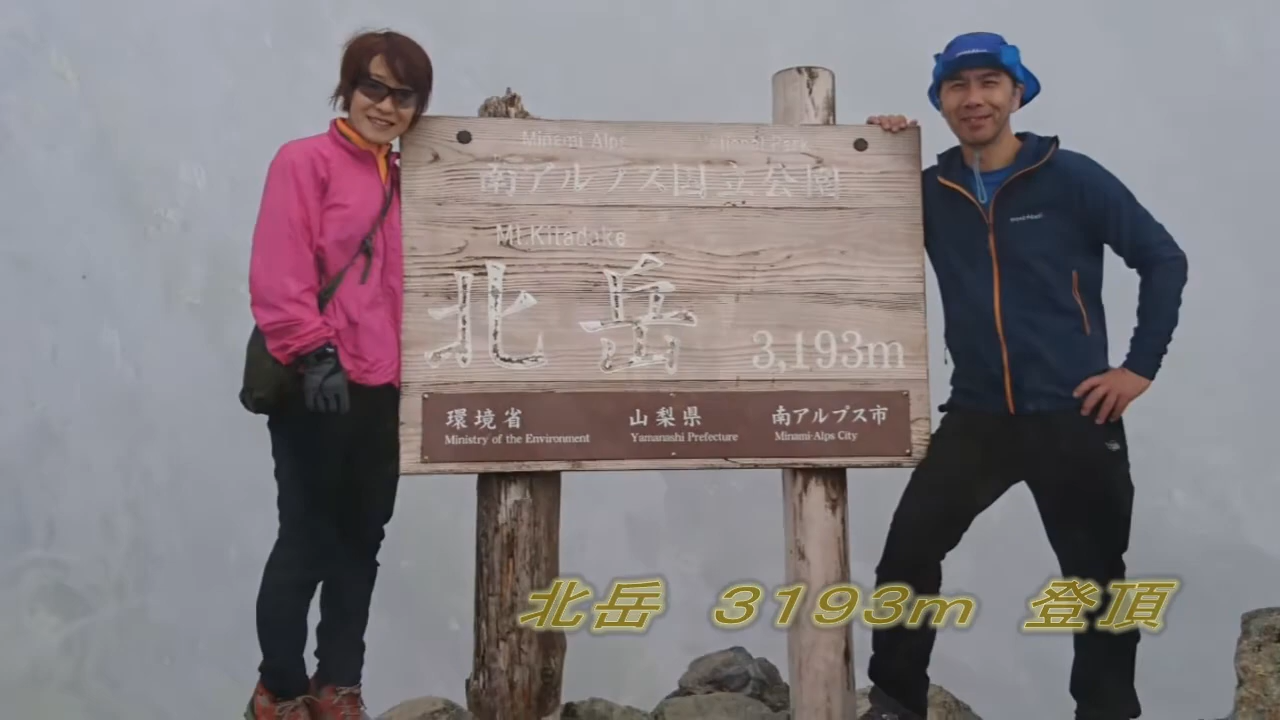 Minami Alps National Park
南アルプス国立公園
Mt.Kitadake
北岳 3,193m
環境省 山梨県 南アルプス市
Ministry of the Environment Yamanashi Prefecture Minami-Alps City
mont-bell
北岳 3193m 登頂